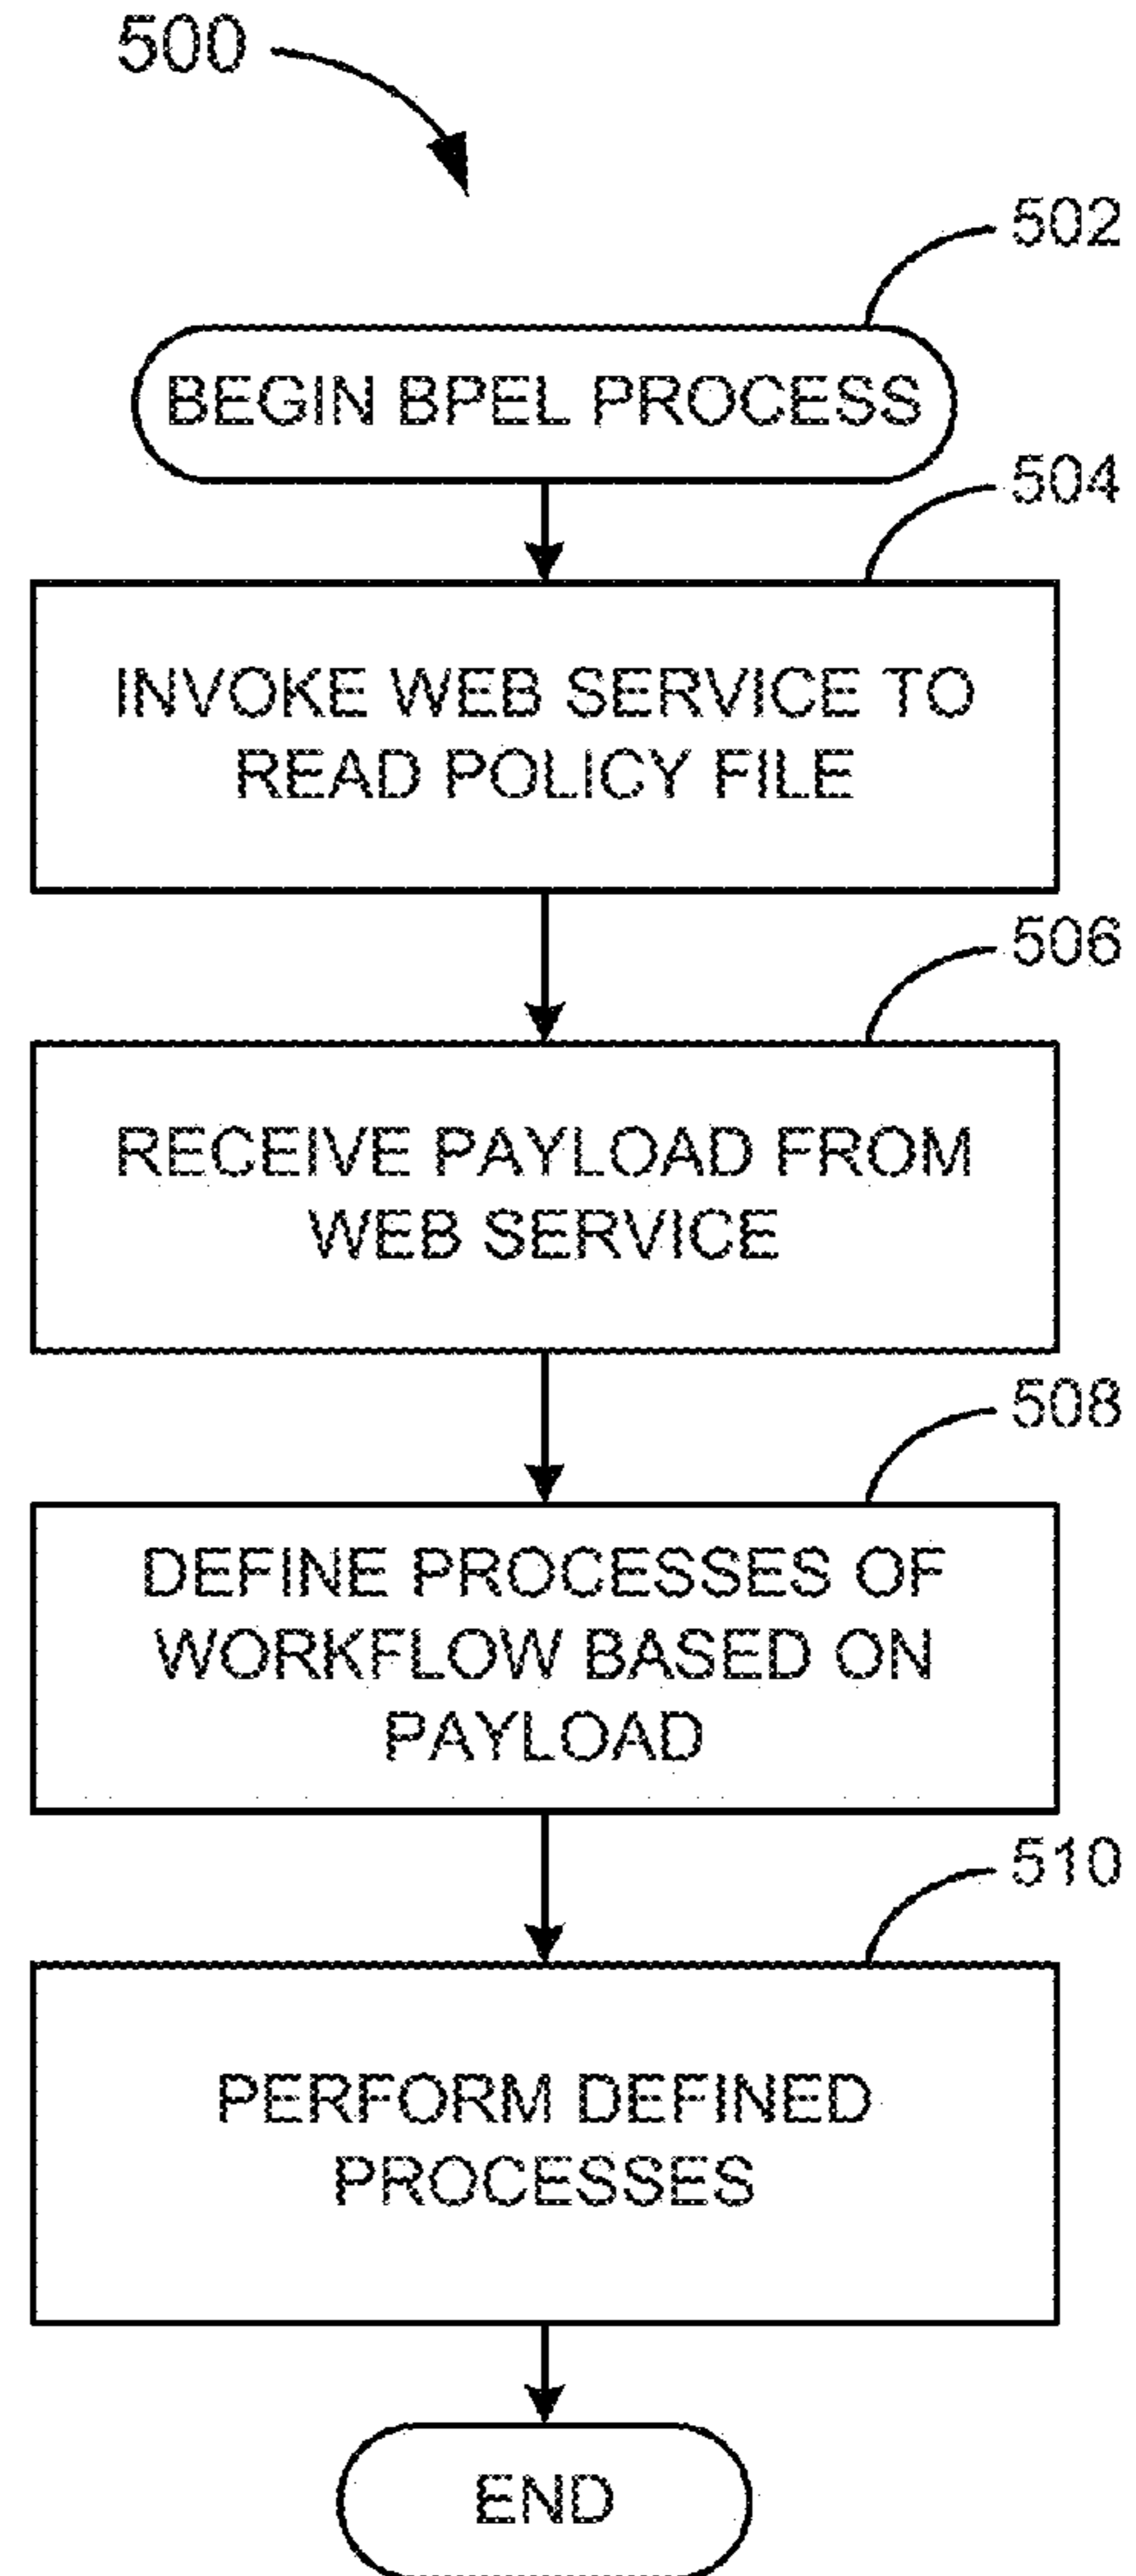 500
502
BEGIN BPEL PROCESS
504
INVOKE WEB SERVICE TO
READ POLICY FILE
506
RECEIVE PAYLOAD FROM
WEB SERVICE
508
DEFINE PROCESSES OF
WORKFLOW BASED ON
PAYLOAD
510
PERFORM DEFINED
PROCESSES
END